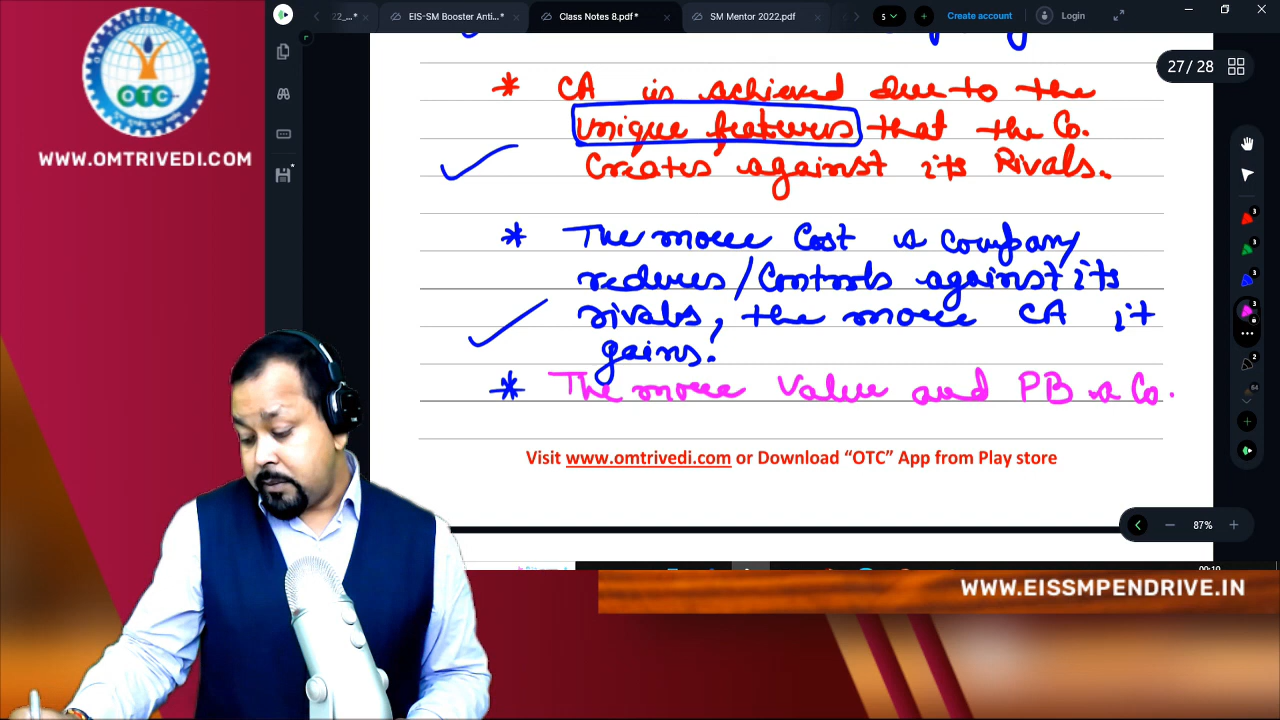 22_...*
EIS-SM Booster Anti...*
Class Notes 8.pdf*
SM Mentor 2022.pdf
5
Create account
Login
27 / 28
OTC
WWW.OMTRIVEDI.COM
* CA is achieved due to the
unique features that the Co.
Creates against its Rivals.
* The more Cost a company
reduces/Controls against its
rivals, the more CA it
gains.
* The more Value and PB a Co.
Visit www.omtrivedi.com or Download "OTC" App from Play store
87%
WWW.EISSMPENDRIVE.IN